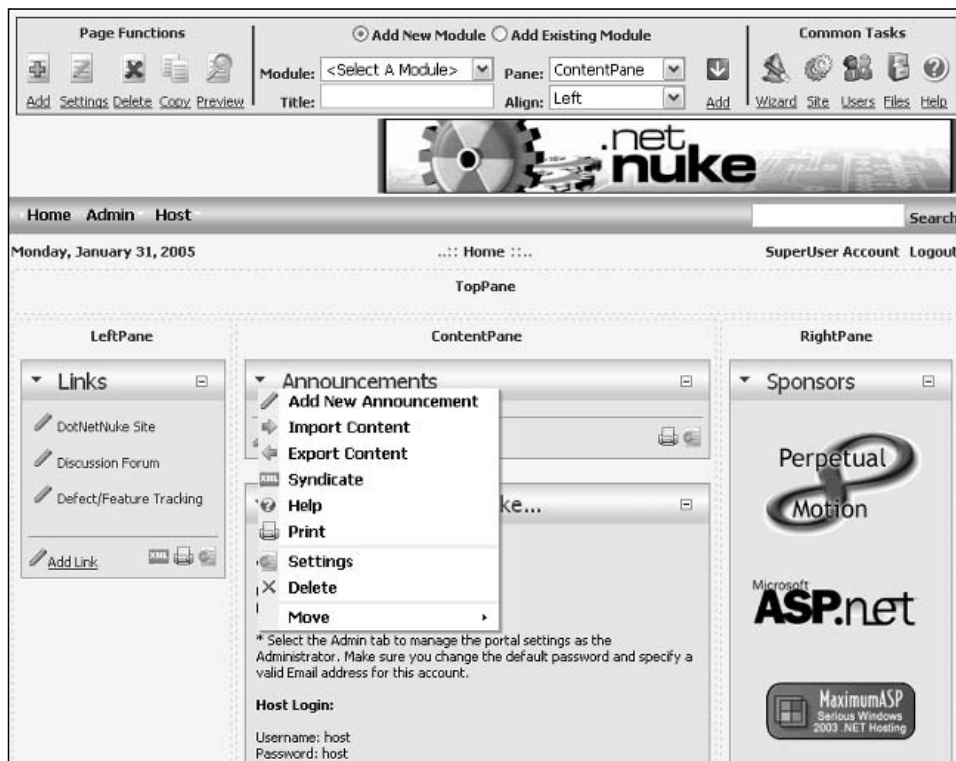 Page Functions
Add New Module Add Existing Module
Common Tasks
Module: <Select A Module> Pane: ContentPane
Title: Align: Left
Add Settings Delete Copy Preview
Add
Wizard Site Users Files Help
.net
nuke
Home Admin Host
Search
Monday, January 31, 2005
..:: Home ::..
SuperUser Account Logout
TopPane
LeftPane
ContentPane
RightPane
Links
DotNetNuke Site
Discussion Forum
Defect/Feature Tracking
Add Link
XML
Announcements
Add New Announcement
Import Content
Export Content
XML Syndicate
Help
Print
Settings
Delete
Move
ke...
* Select the Admin tab to manage the portal settings as the
Administrator. Make sure you change the default password and specify a
valid Email address for this account.
Host Login:
Username: host
Password: host
Sponsors
Perpetual
Motion
Microsoft
ASP.net
MaximumASP
Serious Windows
2003 .NET Hosting